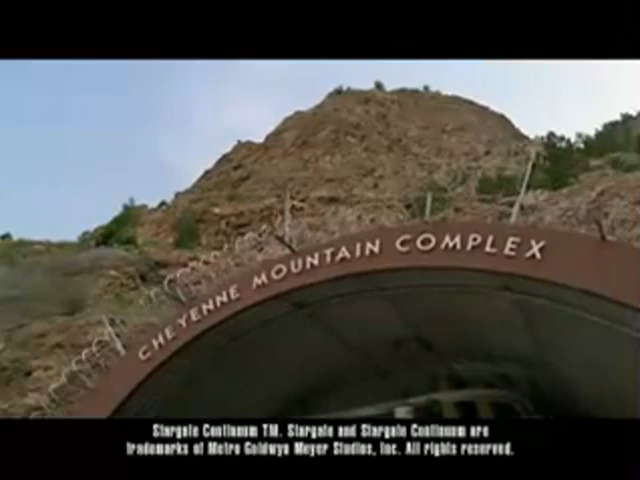 CHEYENNE MOUNTAIN COMPLEX
Stargate Continuum TM. Stargate and Stargate Continuum are
trademarks of Metro Goldwyn Meyer Studios, Inc. All rights reserved.